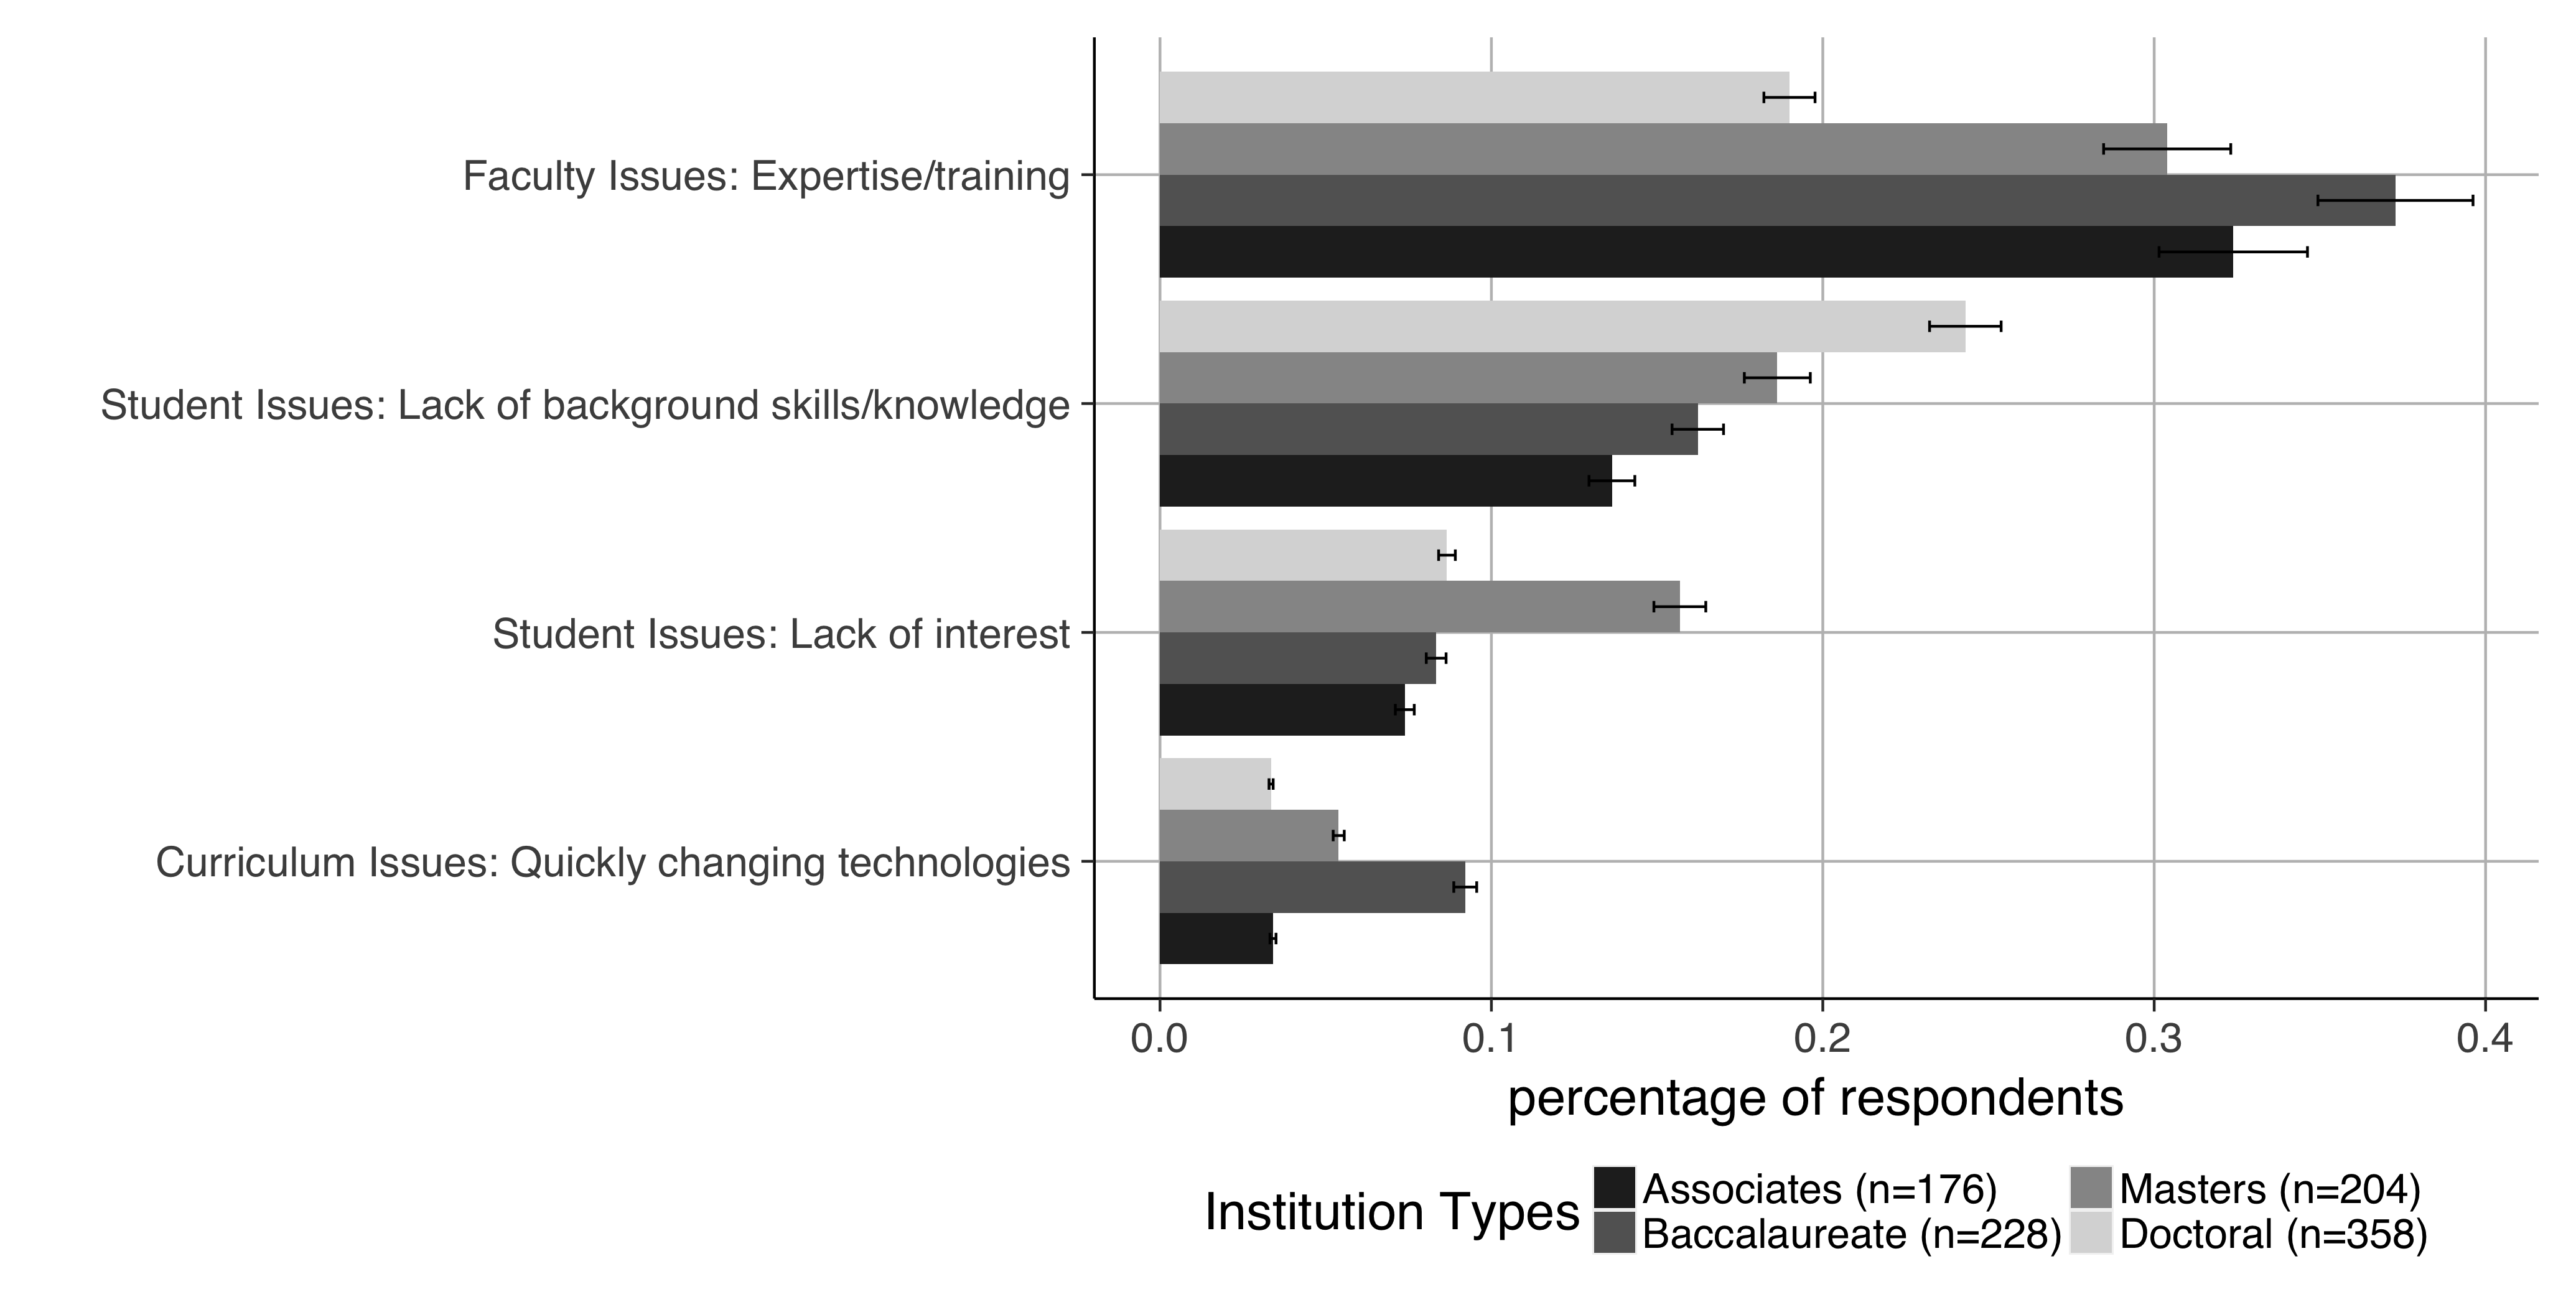 Faculty Issues: Expertise/training
Student Issues: Lack of background skills/knowledge
Student Issues: Lack of interest
Curriculum Issues: Quickly changing technologies
0.0 0.1 0.2 0.3 0.4
percentage of respondents
Institution Types
Associates (n=176) Masters (n=204)
Baccalaureate (n=228) Doctoral (n=358)